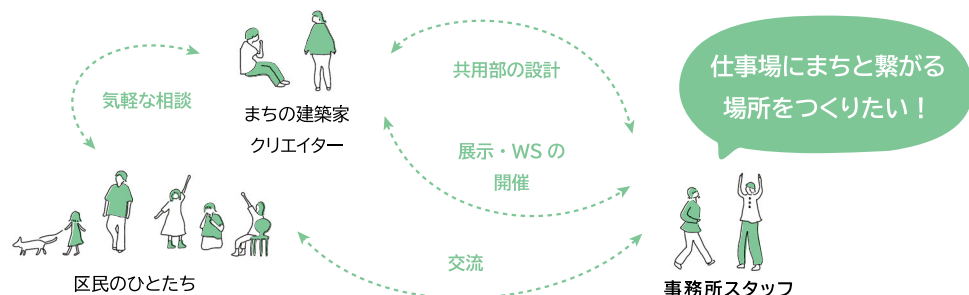 仕事場にまちと繋がる
場所をつくりたい！
共用部の設計
気軽な相談
まちの建築家
クリエイター
展示・WSの
開催
交流
区民のひとたち
事務所スタッフ